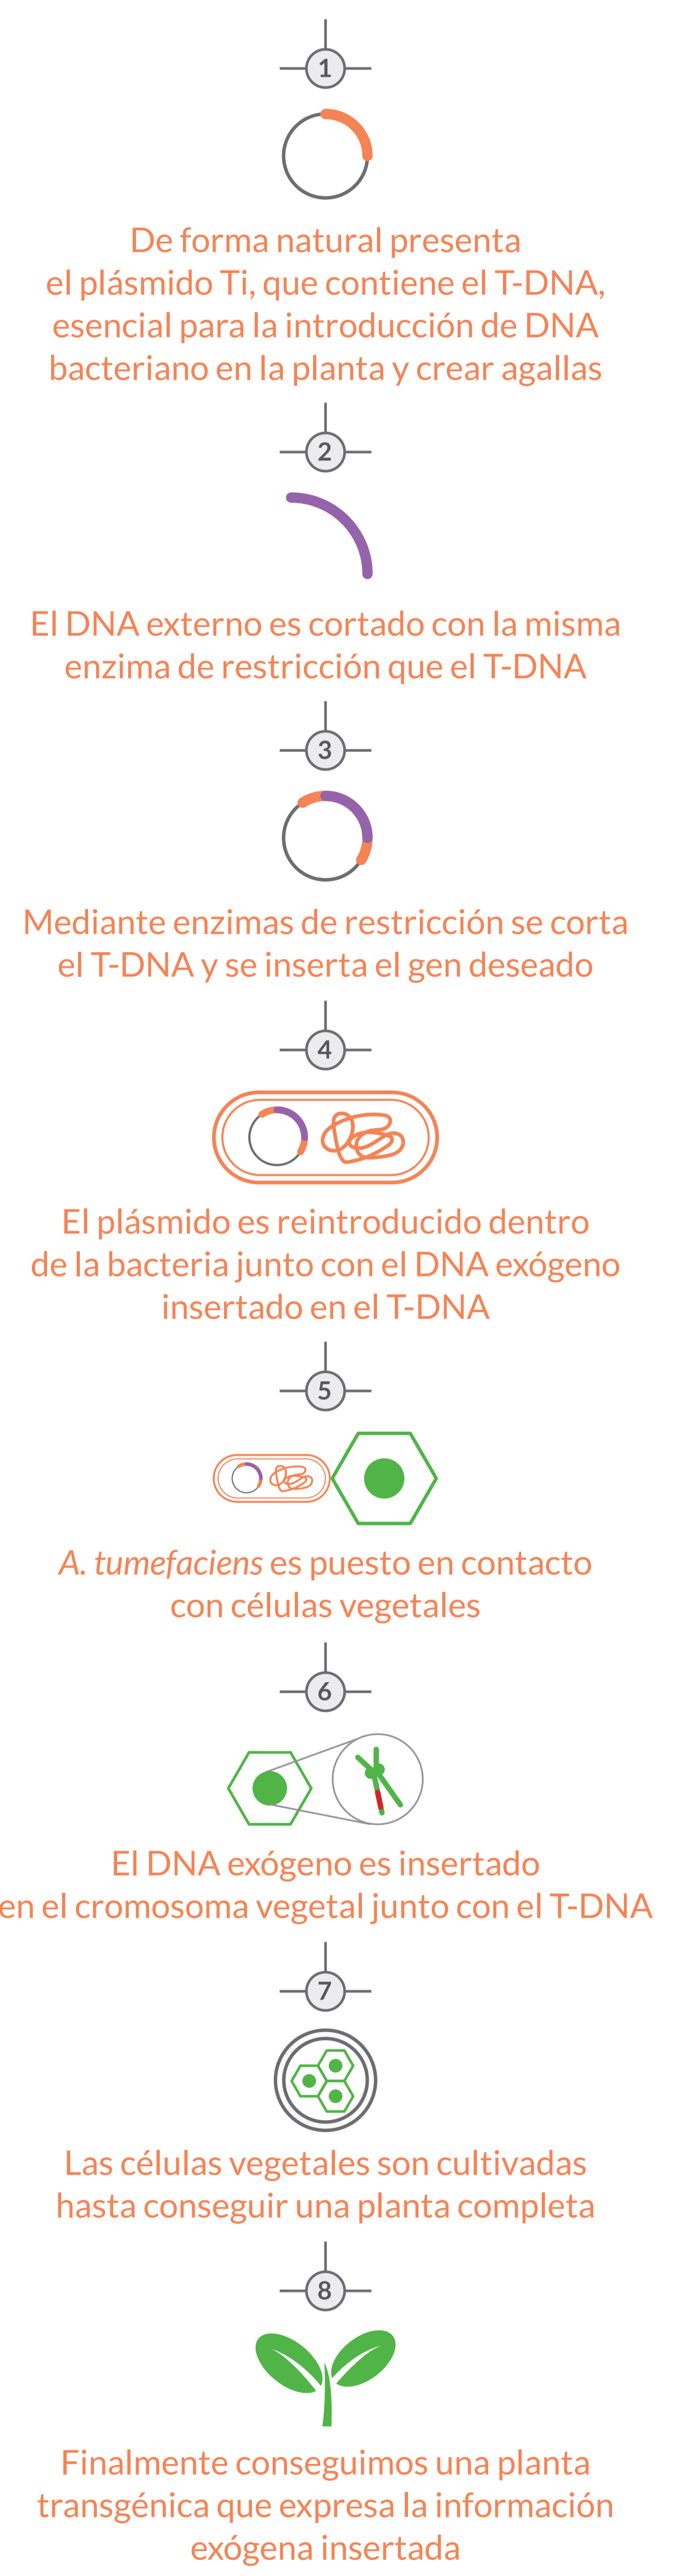 1
De forma natural presenta
el plásmido Ti, que contiene el T-DNA,
esencial para la introducción de DNA
bacteriano en la planta y crear agallas
2
El DNA externo es cortado con la misma
enzima de restricción que el T-DNA
3
Mediante enzimas de restricción se corta
el T-DNA y se inserta el gen deseado
4
El plásmido es reintroducido dentro
de la bacteria junto con el DNA exógeno
insertado en el T-DNA
5
A. tumefaciens es puesto en contacto
con células vegetales
6
El DNA exógeno es insertado
en el cromosoma vegetal junto con el T-DNA
7
Las células vegetales son cultivadas
hasta conseguir una planta completa
8
Finalmente conseguimos una planta
transgénica que expresa la información
exógena insertada